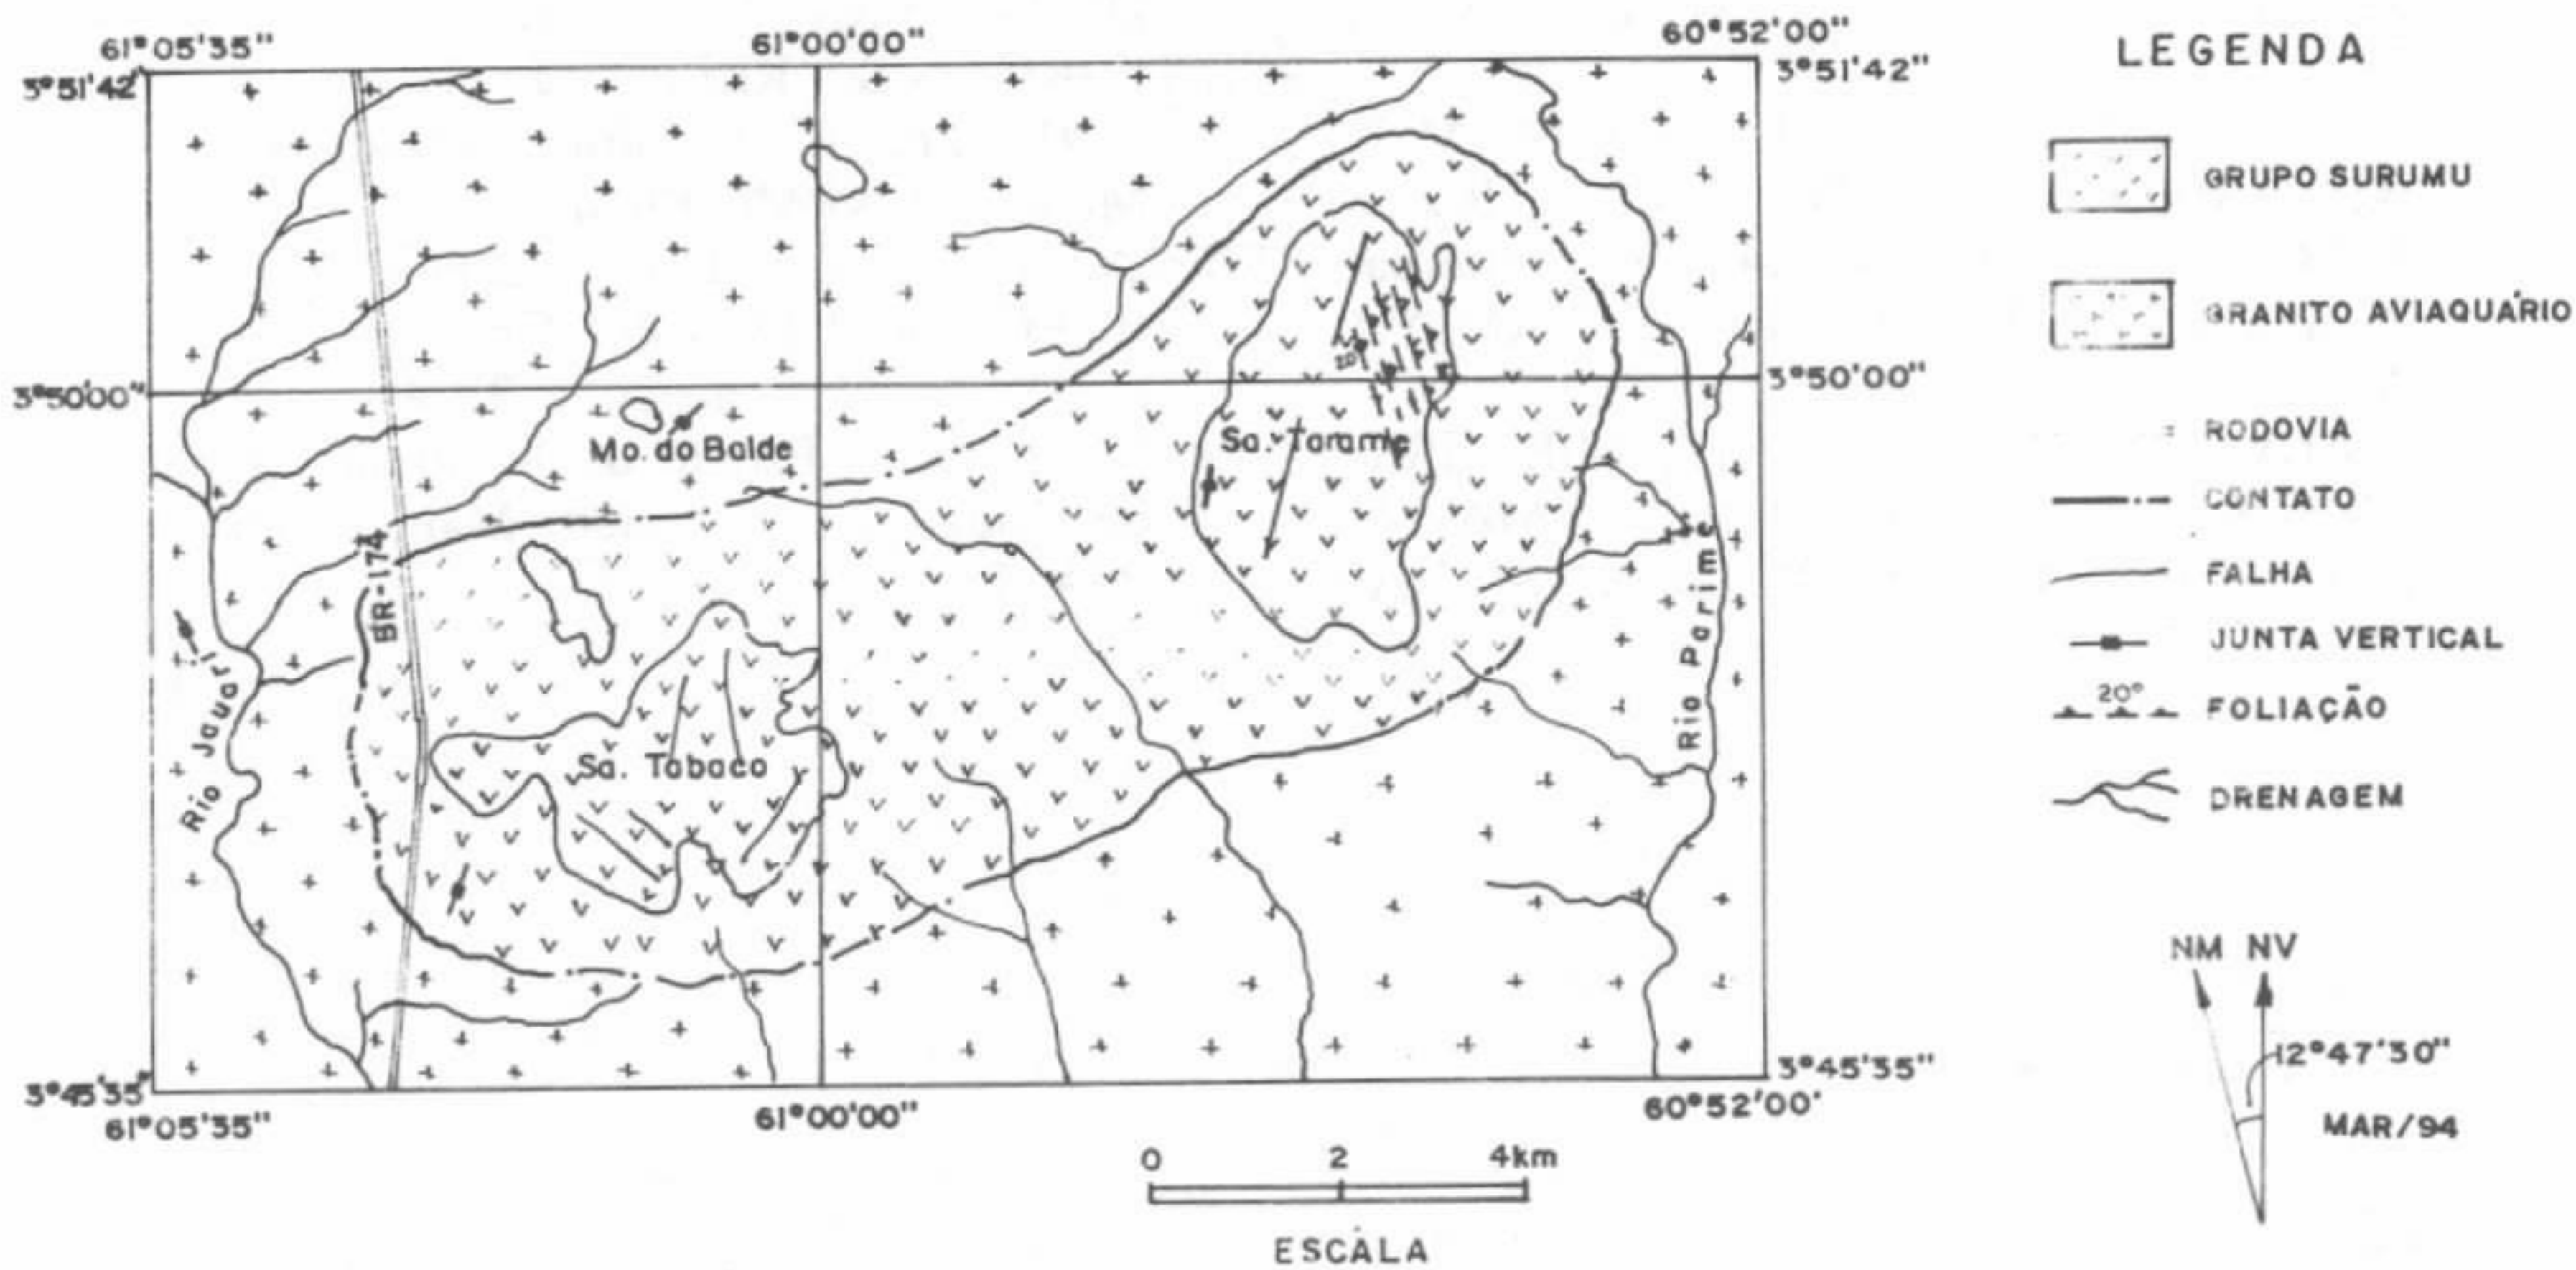 61°05'35"
61°00'00"
60°52'00"
3°51'42'
3°51'42"
3°50'00"
3°50'00"
Mo. do Balde
Sa. Tarame
20
BR-174
Rio Jauari
Rio Parime
Sa. Tabaco
3°45'35"
3°45'35"
61°05'35"
61°00'00"
60°52'00'
0 2 4km
ESCALA
LEGENDA
GRUPO SURUMU
GRANITO AVIAQUÁRIO
RODOVIA
CONTATO
FALHA
JUNTA VERTICAL
20° FOLIAÇÃO
DRENAGEM
NM NV
12°47'30"
MAR/94